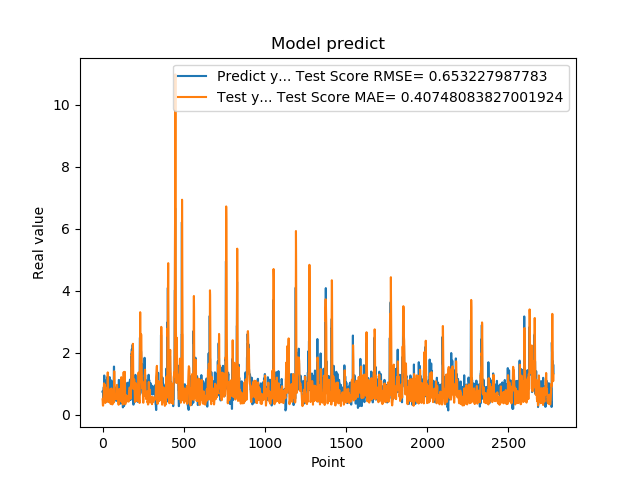 Model predict
Predict y... Test Score RMSE= 0.653227987783
Test y... Test Score MAE= 0.40748083827001924
Real value
10
8
6
4
2
0
0 500 1000 1500 2000 2500
Point